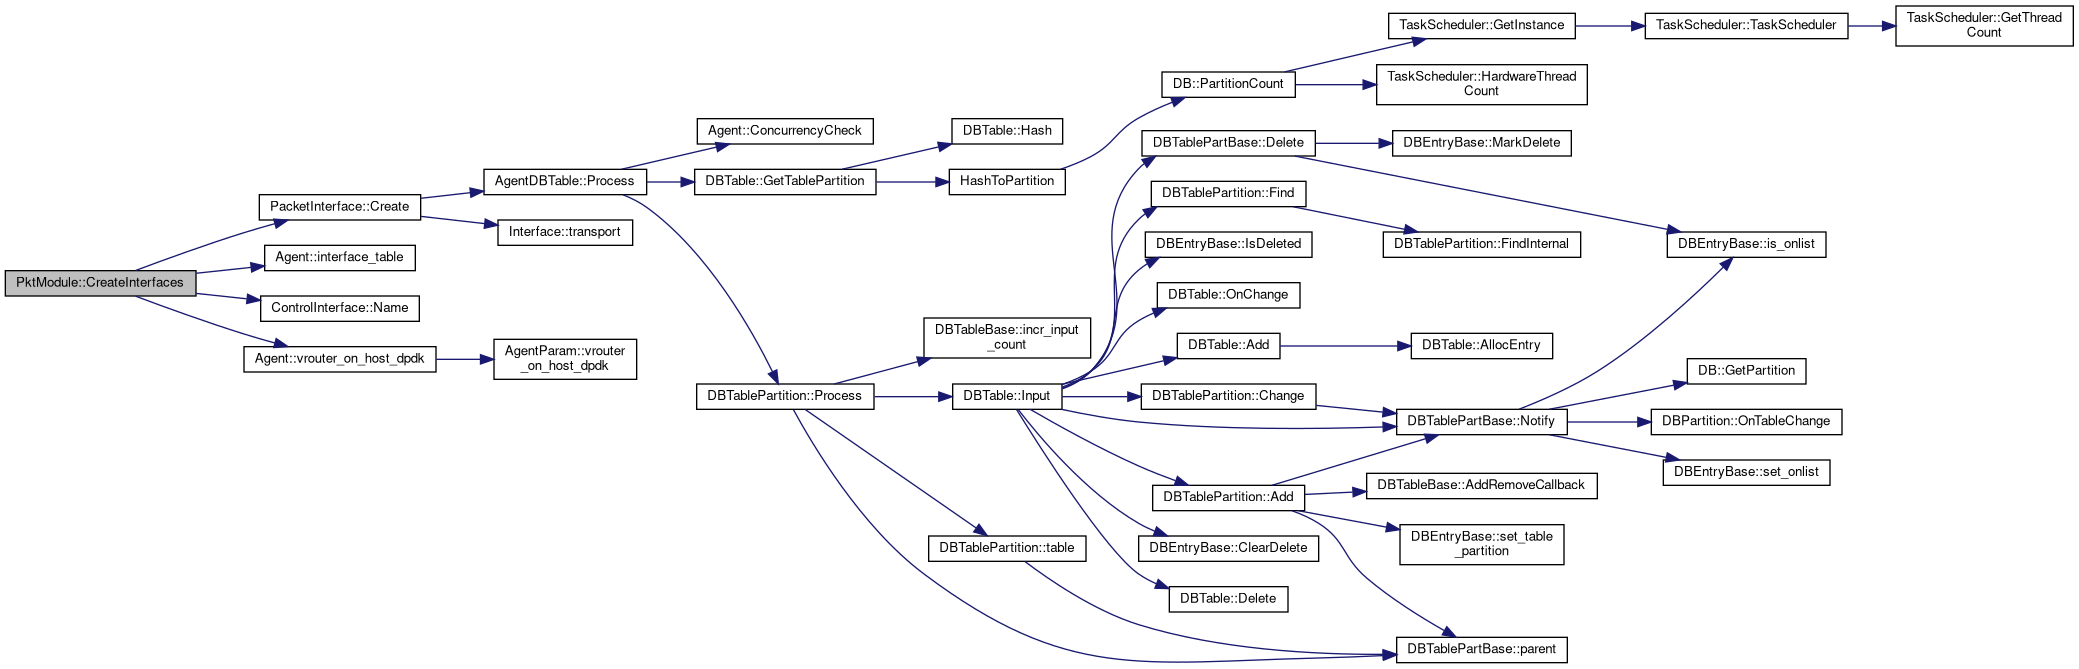 PktModule::CreateInterfaces
PacketInterface::Create
Agent::interface_table
ControlInterface::Name
Agent::vrouter_on_host_dpdk
AgentDBTable::Process
Interface::transport
AgentParam::vrouter
_on_host_dpdk
Agent::ConcurrencyCheck
DBTable::GetTablePartition
DBTablePartition::Process
DBTable::Hash
HashToPartition
DBTableBase::incr_input
_count
DBTable::Input
DBTablePartition::table
DB::PartitionCount
DBTablePartBase::Delete
DBTablePartition::Find
DBEntryBase::IsDeleted
DBTable::OnChange
DBTable::Add
DBTablePartition::Change
DBTablePartition::Add
DBEntryBase::ClearDelete
DBTable::Delete
TaskScheduler::GetInstance
TaskScheduler::HardwareThread
Count
DBEntryBase::MarkDelete
DBTablePartition::FindInternal
DBTable::AllocEntry
DBTablePartBase::Notify
DBTableBase::AddRemoveCallback
DBEntryBase::set_table
_partition
DBTablePartBase::parent
TaskScheduler::TaskScheduler
DBEntryBase::is_onlist
DB::GetPartition
DBPartition::OnTableChange
DBEntryBase::set_onlist
TaskScheduler::GetThread
Count